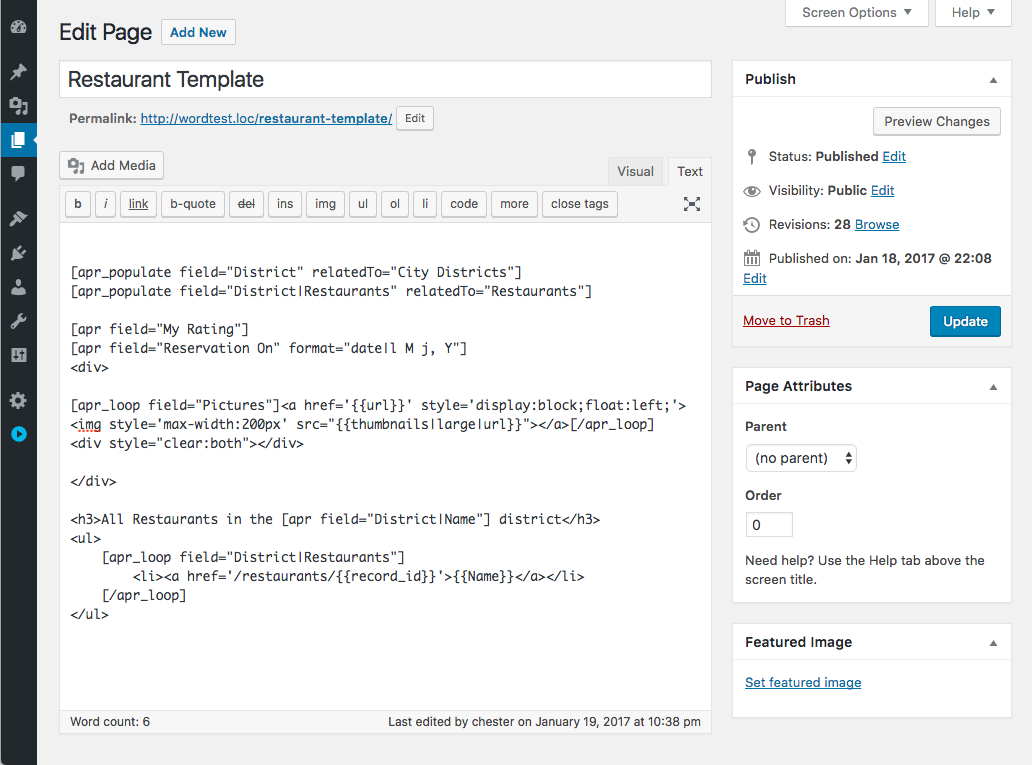 Screen Options ▼
Help ▼
Edit Page
Add New
Restaurant Template
Permalink: http://wordtest.loc/restaurant-template/ Edit
Add Media
Visual
Text
b
i
link
b-quote
del
ins
img
ul
ol
li
code
more
close tags
[apr_populate field="District" relatedTo="City Districts"]
[apr_populate field="District|Restaurants" relatedTo="Restaurants"]
[apr field="My Rating"]
[apr field="Reservation On" format="date|l M j, Y"]
<div>
[apr_loop field="Pictures"]<a href='{{url}}' style='display:block;float:left;'>
<img style='max-width:200px' src="{{thumbnails|large|url}}"></a>[/apr_loop]
<div style="clear:both"></div>
</div>
<h3>All Restaurants in the [apr field="District|Name"] district</h3>
<ul>
[apr_loop field="District|Restaurants"]
<li><a href='/restaurants/{{record_id}}'>{{Name}}</a></li>
[/apr_loop]
</ul>
Word count: 6
Last edited by chester on January 19, 2017 at 10:38 pm
Publish
Preview Changes
Status: Published Edit
Visibility: Public Edit
Revisions: 28 Browse
Published on: Jan 18, 2017 @ 22:08
Edit
Move to Trash
Update
Page Attributes
Parent
(no parent)
Order
0
Need help? Use the Help tab above the
screen title.
Featured Image
Set featured image